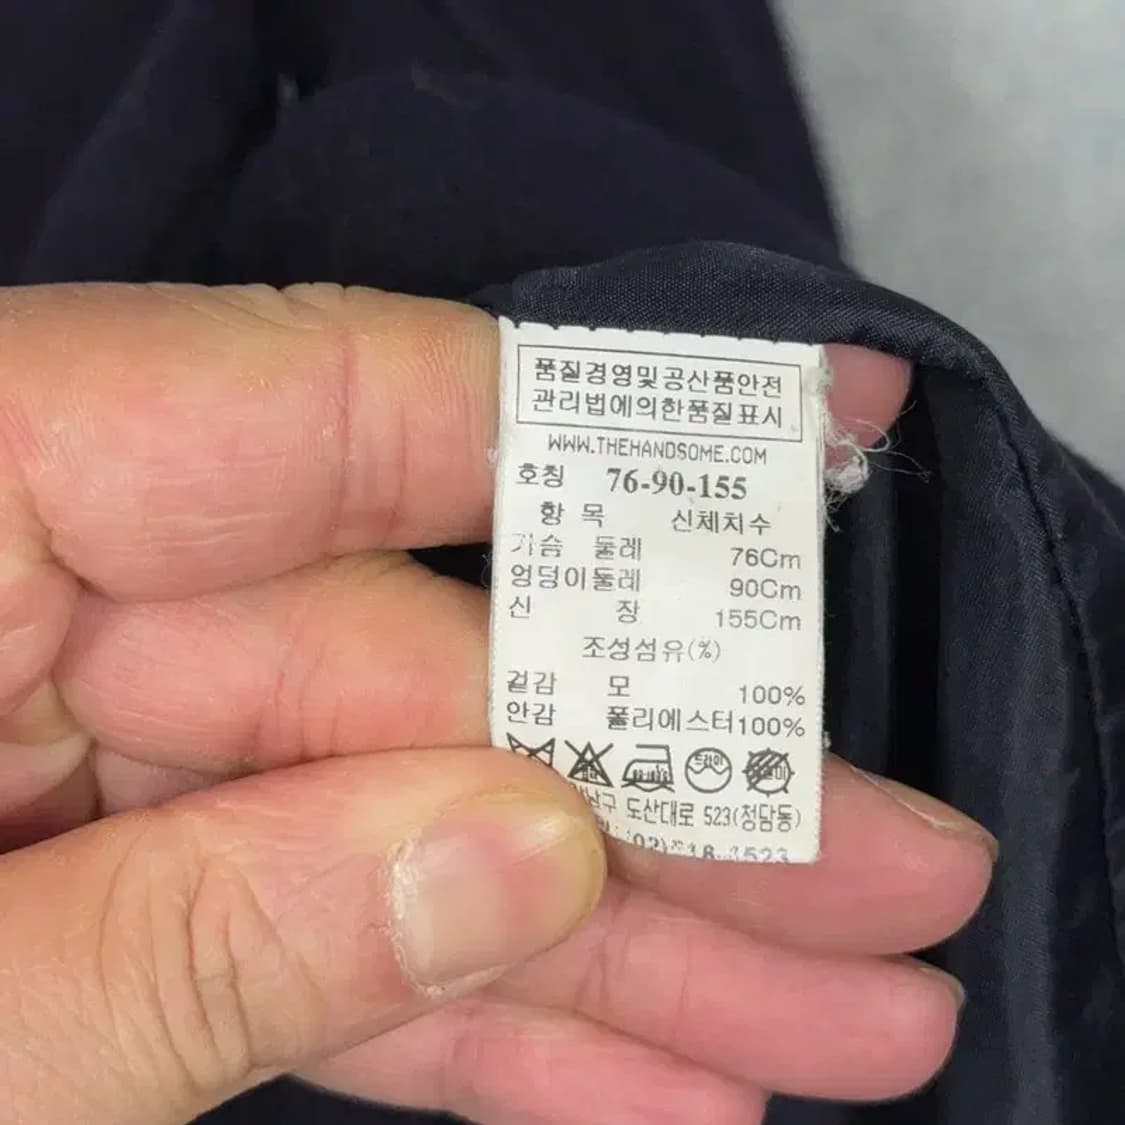 품질경영및공산품안전
관리법에의한품질표시
WWW.THEHANDSOME.COM
호칭 76-90-155
항 목 신체치수
가슴 둘레 76Cm
엉덩이둘레 90Cm
신 장 155Cm
조성섬유(%)
겉감 모 100%
안감 폴리에스터100%
드라이
도산대로 523(청담동)